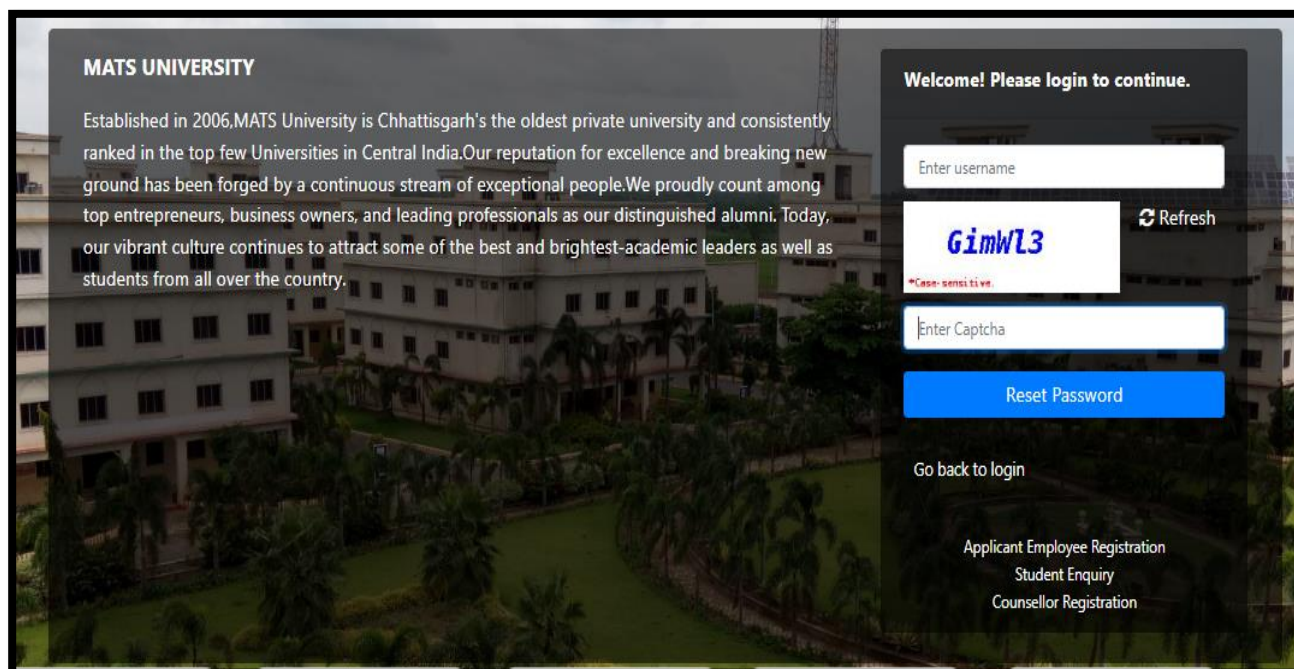 MATS UNIVERSITY
Established in 2006,MATS University is Chhattisgarh's the oldest private university and consistently
ranked in the top few Universities in Central India.Our reputation for excellence and breaking new
ground has been forged by a continuous stream of exceptional people.We proudly count among
top entrepreneurs, business owners, and leading professionals as our distinguished alumni. Today,
our vibrant culture continues to attract some of the best and brightest-academic leaders as well as
students from all over the country.
Welcome! Please login to continue.
Enter username
GimWl3
*Case-sensitive.
Refresh
Enter Captcha
Reset Password
Go back to login
Applicant Employee Registration
Student Enquiry
Counsellor Registration